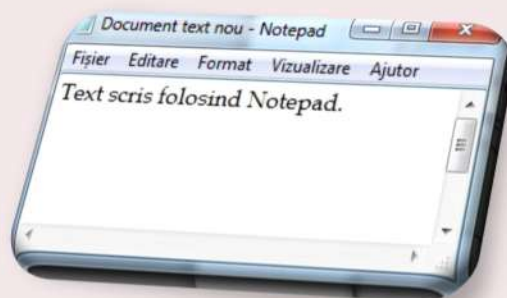 Document text nou - Notepad
Fișier Editare Format Vizualizare Ajutor
Text scris folosind Notepad.